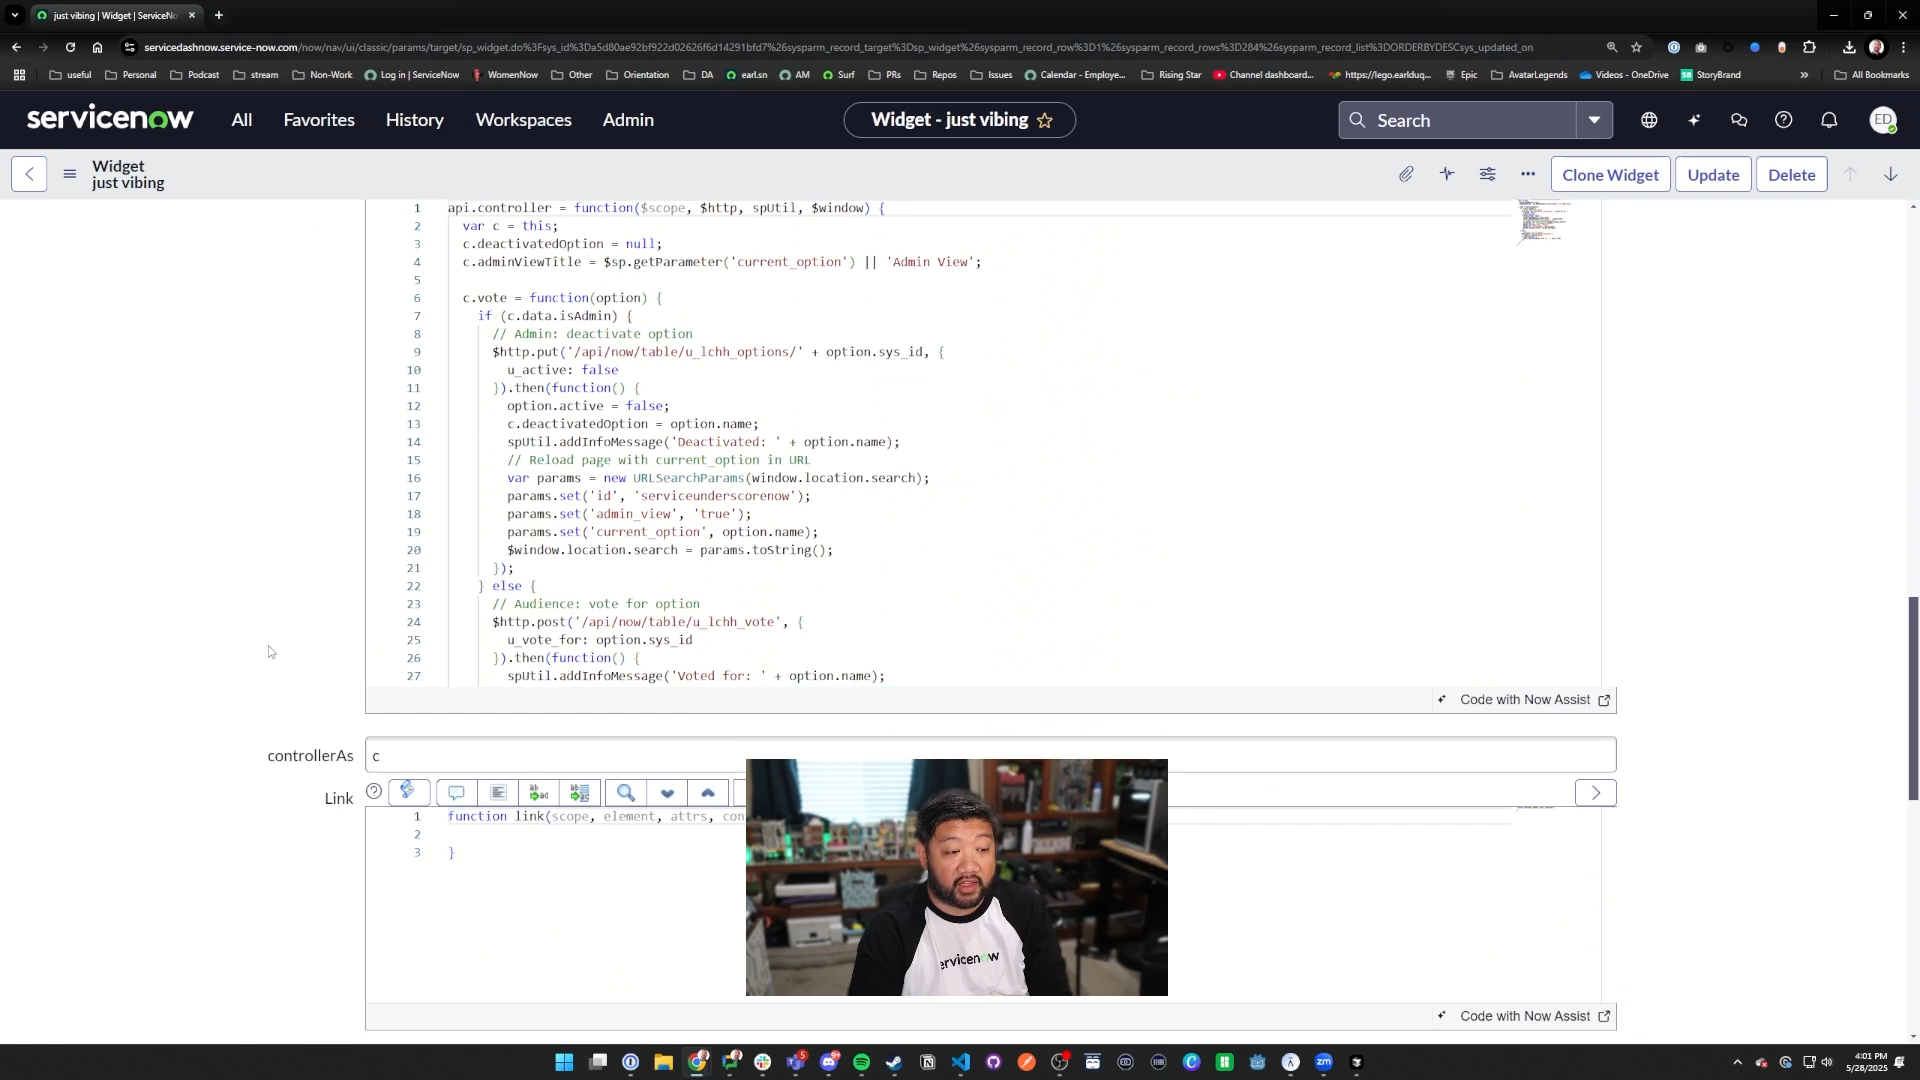 just vibing | Widget | ServiceNo
servicedashnow.service-now.com/now/nav/ui/classic/params/target/sp_widget.do%3Fsys_id%3Da5d80ae92bf922d02626f6d14291bfd7%26sysparm_record_target%3Dsp_widget%26sysparm_record_row%3D1%26sysparm_record_rows%3D284%26sysparm_record_list%3DORDERBYDESCsys_updated_on
useful
Personal
Podcast
stream
Non-Work
Log in | ServiceNow
WomenNow
Other
Orientation
DA
earl.sn
AM
Surf
PRs
Repos
Issues
Calendar - Employe...
Rising Star
Channel dashboard...
https://lego.earlduq...
Epic
AvatarLegends
Videos - OneDrive
StoryBrand
All Bookmarks
servicenow
All
Favorites
History
Workspaces
Admin
Widget - just vibing
Search
ED
Widget
just vibing
Clone Widget
Update
Delete
1 api.controller = function($scope, $http, spUtil, $window) {
2 var c = this;
3 c.deactivatedOption = null;
4 c.adminViewTitle = $sp.getParameter('current_option') || 'Admin View';
5
6 c.vote = function(option) {
7 if (c.data.isAdmin) {
8 // Admin: deactivate option
9 $http.put('/api/now/table/u_lchh_options/' + option.sys_id, {
10 u_active: false
11 }).then(function() {
12 option.active = false;
13 c.deactivatedOption = option.name;
14 spUtil.addInfoMessage('Deactivated: ' + option.name);
15 // Reload page with current_option in URL
16 var params = new URLSearchParams(window.location.search);
17 params.set('id', 'serviceunderscorenow');
18 params.set('admin_view', 'true');
19 params.set('current_option', option.name);
20 $window.location.search = params.toString();
21 });
22 } else {
23 // Audience: vote for option
24 $http.post('/api/now/table/u_lchh_vote', {
25 u_vote_for: option.sys_id
26 }).then(function() {
27 spUtil.addInfoMessage('Voted for: ' + option.name);
Code with Now Assist
controllerAs
c
Link
1 function link(scope, element, attrs, con
2
3 }
ervicenow
Code with Now Assist
4:01 PM
5/28/2025